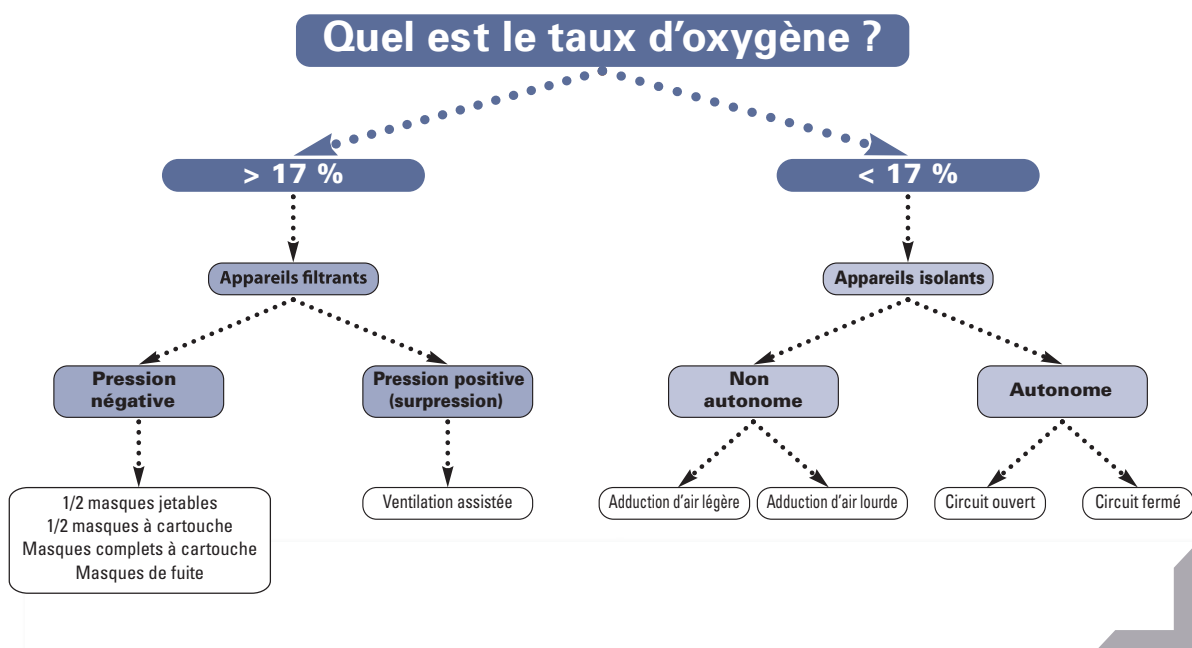 Quel est le taux d’oxygène ?
> 17 %
< 17 %
Appareils filtrants
Appareils isolants
Pression
négative
Pression positive
(surpression)
Non
autonome
Autonome
1/2 masques jetables
1/2 masques à cartouche
Masques complets à cartouche
Masques de fuite
Ventilation assistée
Adduction d’air légère
Adduction d’air lourde
Circuit ouvert
Circuit fermé